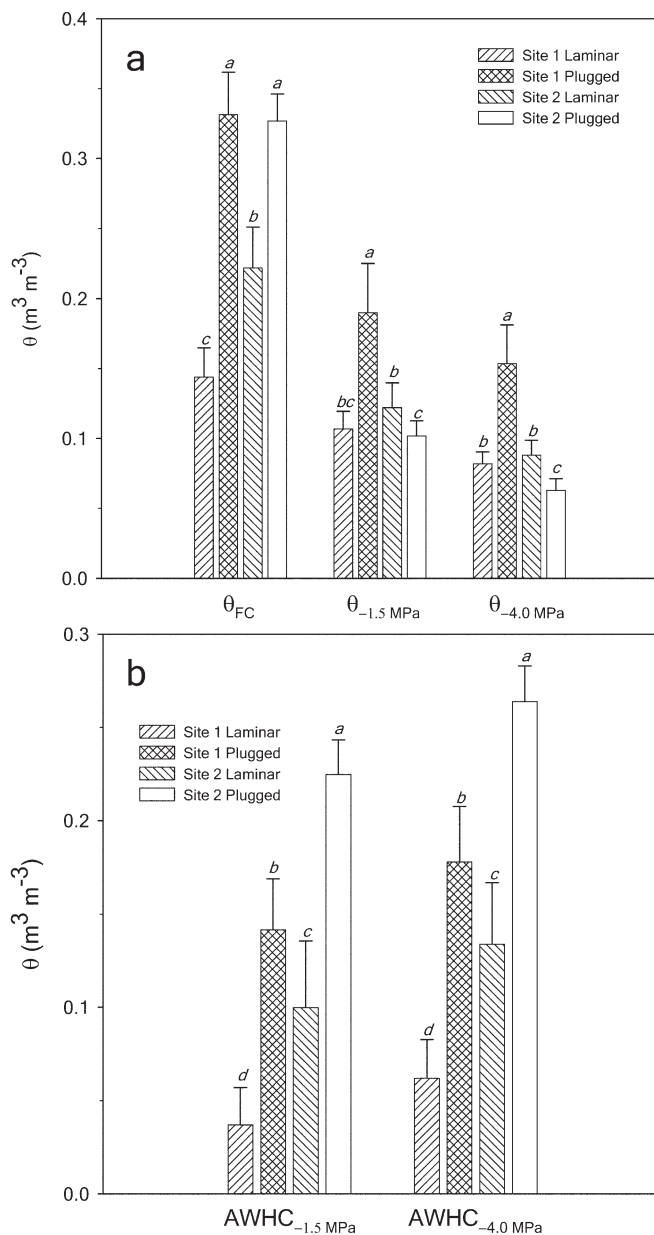 a
Site 1 Laminar
Site 1 Plugged
Site 2 Laminar
Site 2 Plugged
θ (m³ m⁻³)
0.4
0.3
0.2
0.1
0.0
c
a
b
a
bc
a
b
c
b
a
b
c
θFC
θ−1.5 MPa
θ−4.0 MPa
b
Site 1 Laminar
Site 1 Plugged
Site 2 Laminar
Site 2 Plugged
θ (m³ m⁻³)
0.3
0.2
0.1
0.0
d
b
c
a
d
b
c
a
AWHC−1.5 MPa
AWHC−4.0 MPa